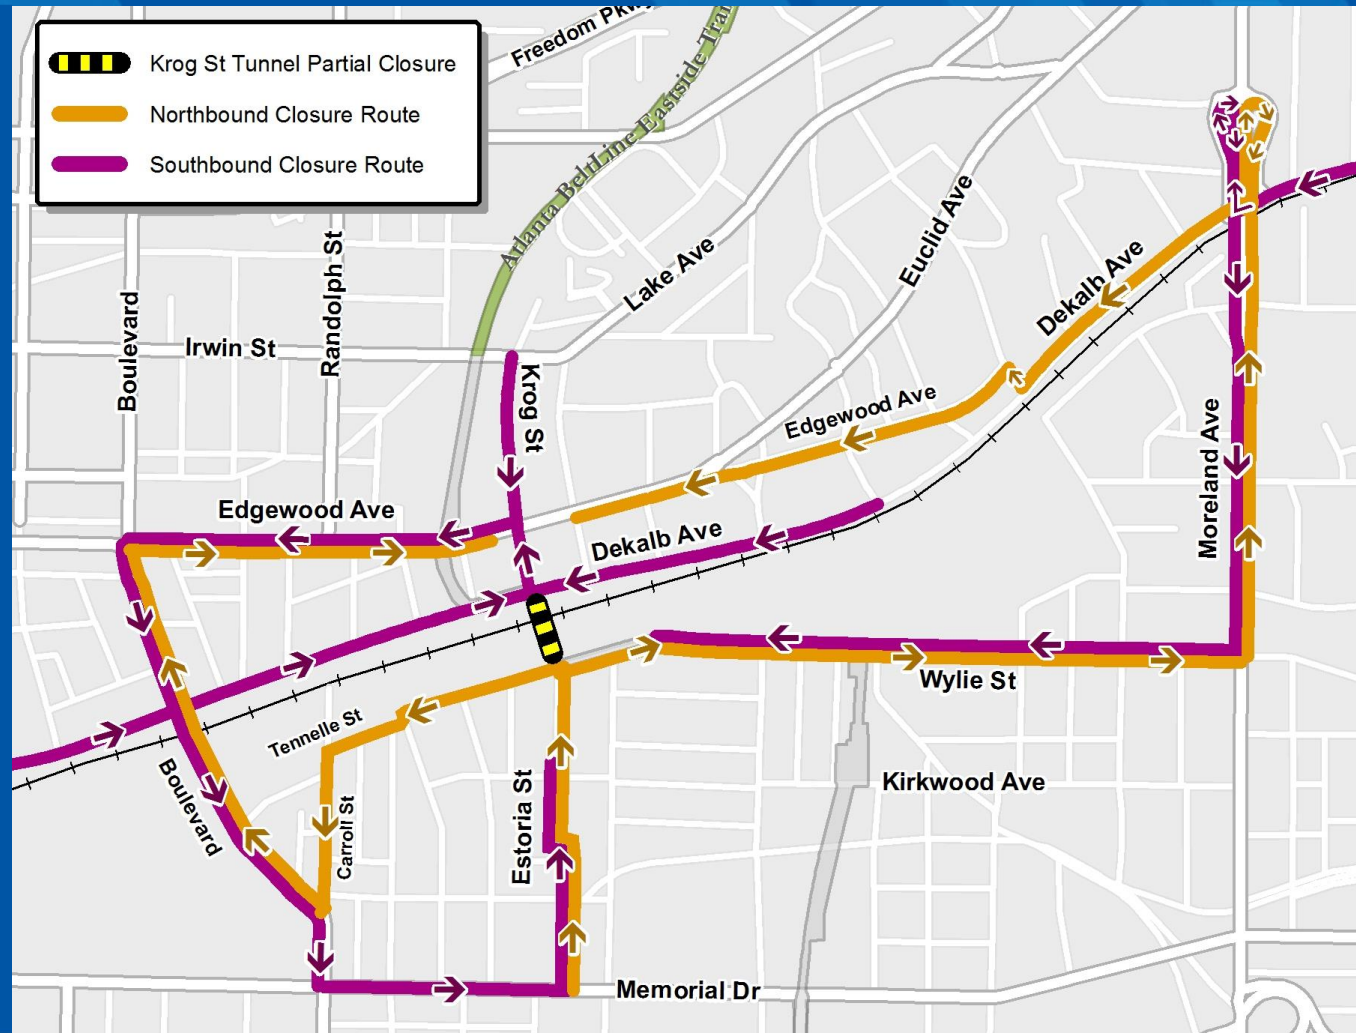 Krog St Tunnel Partial Closure
Northbound Closure Route
Southbound Closure Route
Freedom Pkwy
Atlanta BeltLine Eastside Trail
Euclid Ave
Lake Ave
Dekalb Ave
Randolph St
Boulevard
Irwin St
Krog St
Edgewood Ave
Moreland Ave
Edgewood Ave
Dekalb Ave
Wylie St
Tennelle St
Boulevard
Carroll St
Estoria St
Kirkwood Ave
Memorial Dr